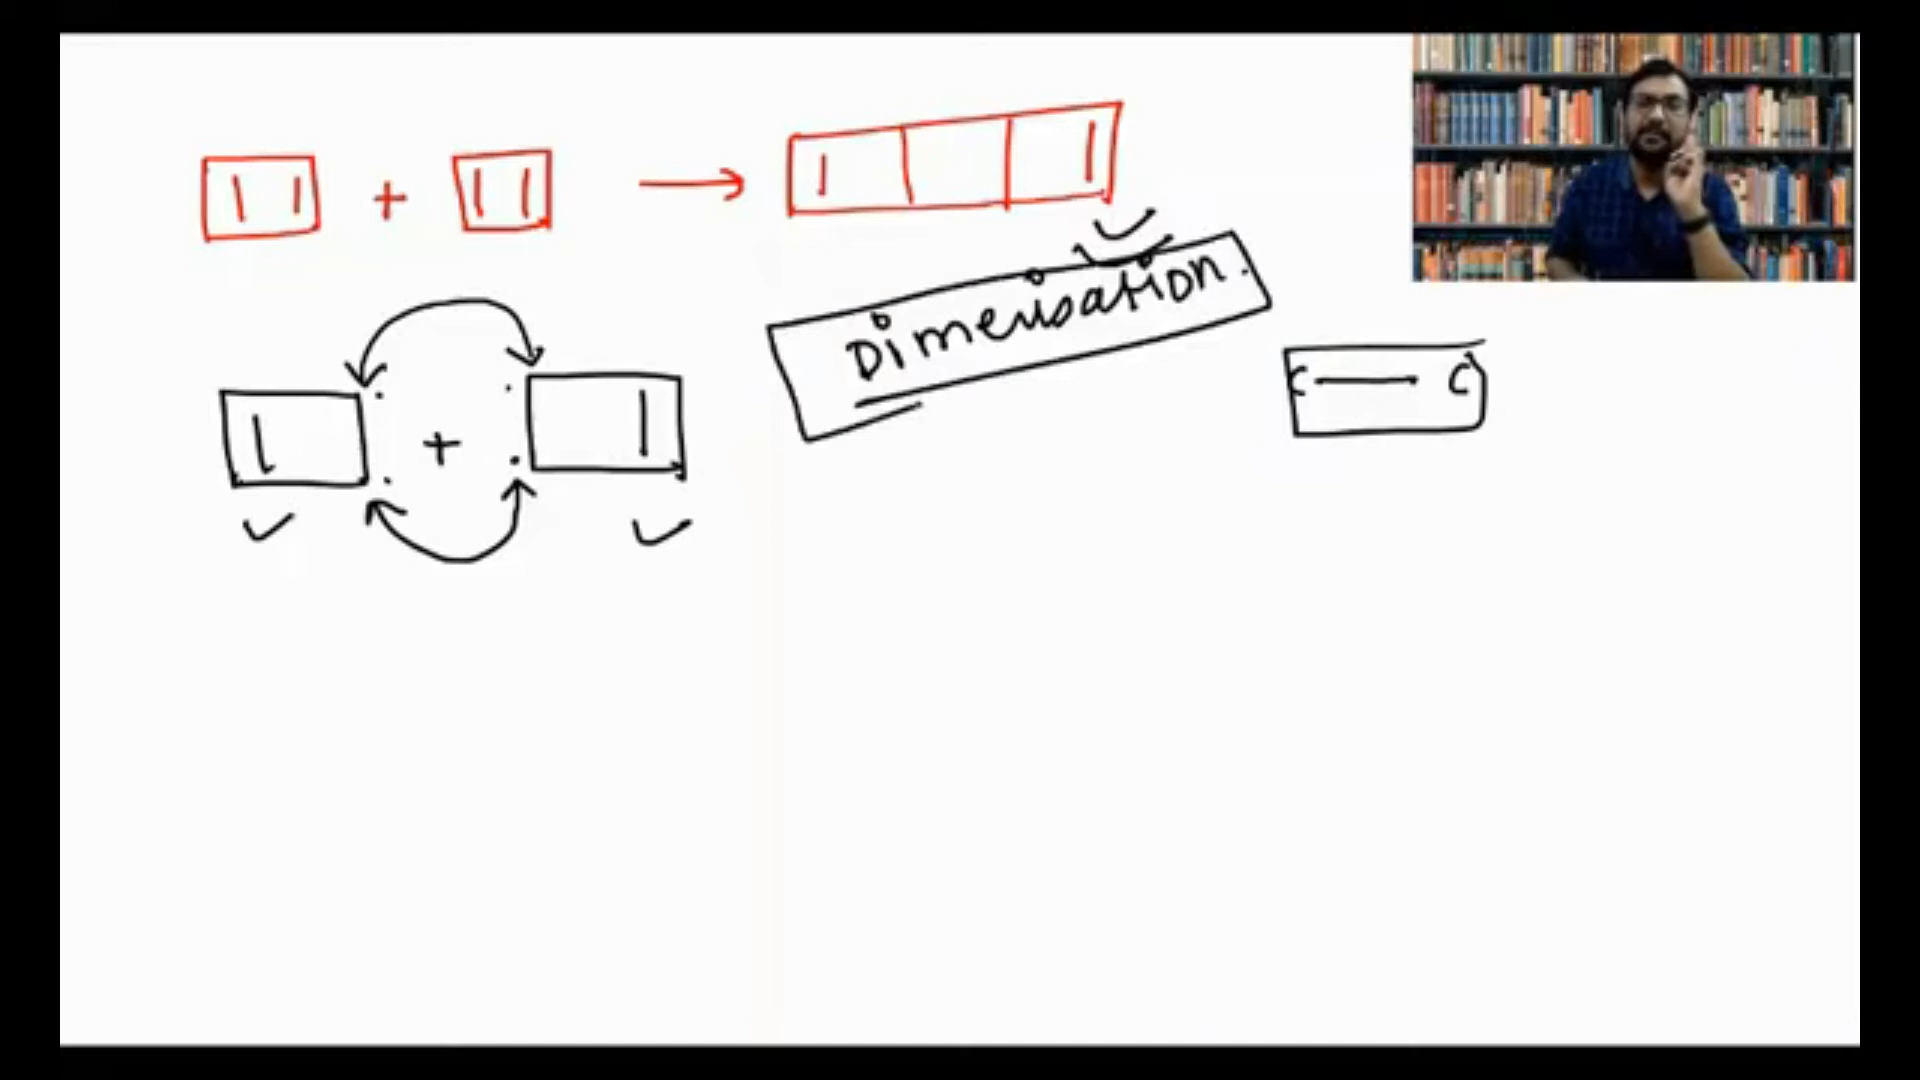 + →
Dimerisation.
+
C — C